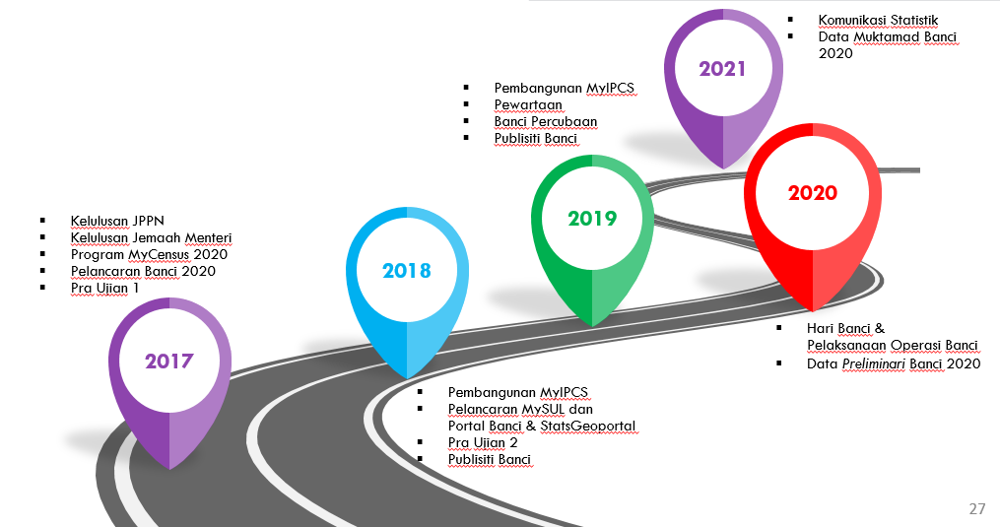 2017
▪ Kelulusan JPPN
▪ Kelulusan Jemaah Menteri
▪ Program MyCensus 2020
▪ Pelancaran Banci 2020
▪ Pra Ujian 1
2018
▪ Pembangunan MyIPCS
▪ Pelancaran MySUL dan
Portal Banci & StatsGeoportal
▪ Pra Ujian 2
▪ Publisiti Banci
2019
▪ Pembangunan MyIPCS
▪ Pewartaan
▪ Banci Percubaan
▪ Publisiti Banci
2020
▪ Hari Banci &
Pelaksanaan Operasi Banci
▪ Data Preliminari Banci 2020
2021
▪ Komunikasi Statistik
▪ Data Muktamad Banci
2020
27